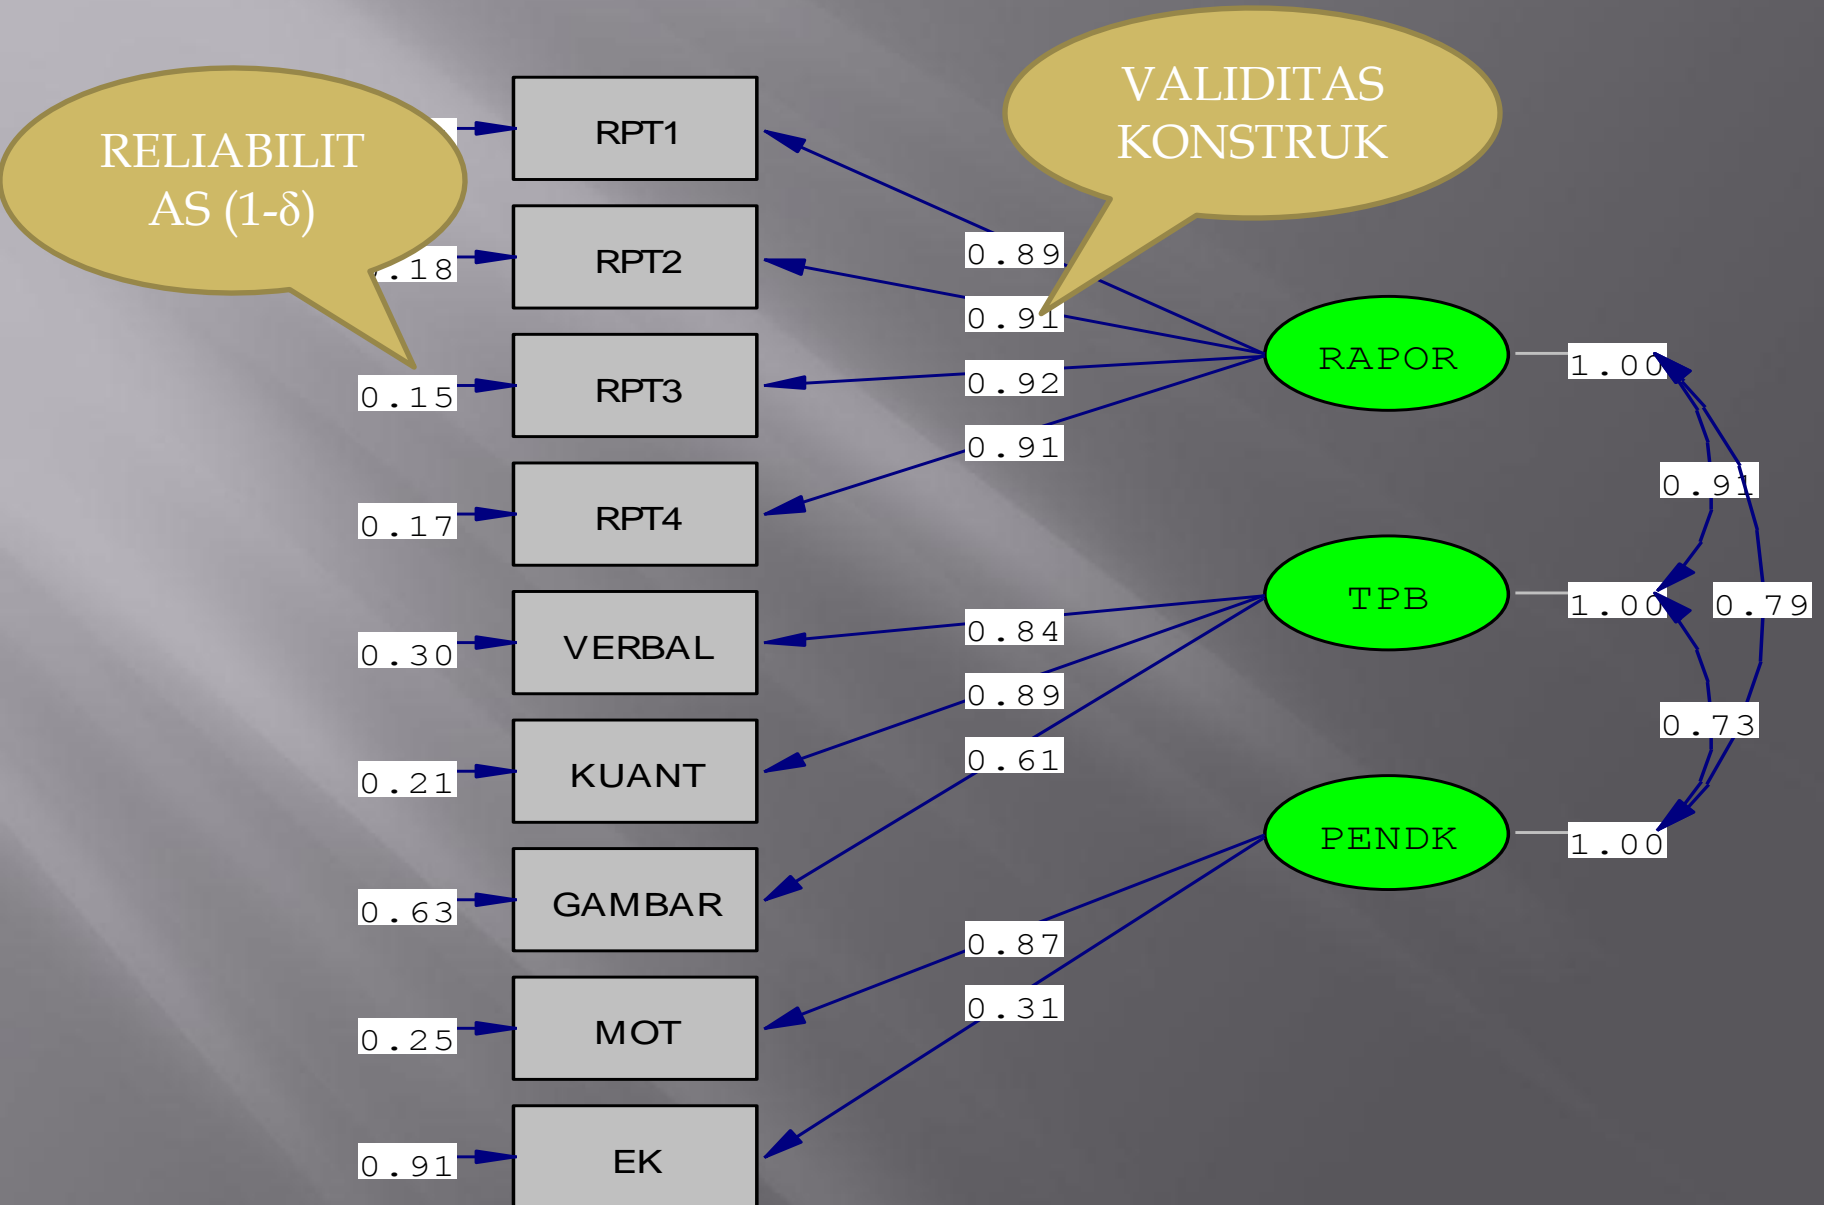 VALIDITAS
KONSTRUK
RELIABILIT
AS (1-δ)
RPT1
0.89
.18
RPT2
0.91
0.15
RPT3
0.92
RAPOR
1.00
0.17
RPT4
0.91
0.91
0.30
VERBAL
0.84
TPB
1.00
0.79
0.21
KUANT
0.89
0.73
0.63
GAMBAR
0.61
PENDK
1.00
0.25
MOT
0.87
0.91
EK
0.31